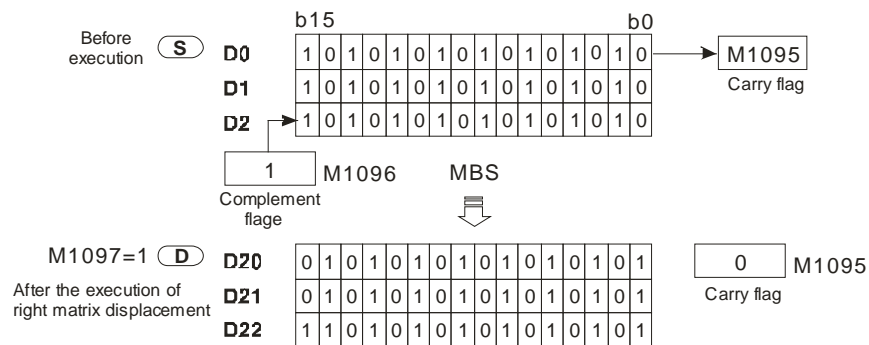 b15 b0
Before execution S D0 1 0 1 0 1 0 1 0 1 0 1 0 1 0 1 0 M1095
Carry flag
D1 1 0 1 0 1 0 1 0 1 0 1 0 1 0 1 0
D2 1 0 1 0 1 0 1 0 1 0 1 0 1 0 1 0
1 M1096 MBS
Complement
flage
M1097=1 D D20 0 1 0 1 0 1 0 1 0 1 0 1 0 1 0 1 0 M1095
Carry flag
After the execution of
right matrix displacement
D21 0 1 0 1 0 1 0 1 0 1 0 1 0 1 0 1
D22 1 1 0 1 0 1 0 1 0 1 0 1 0 1 0 1